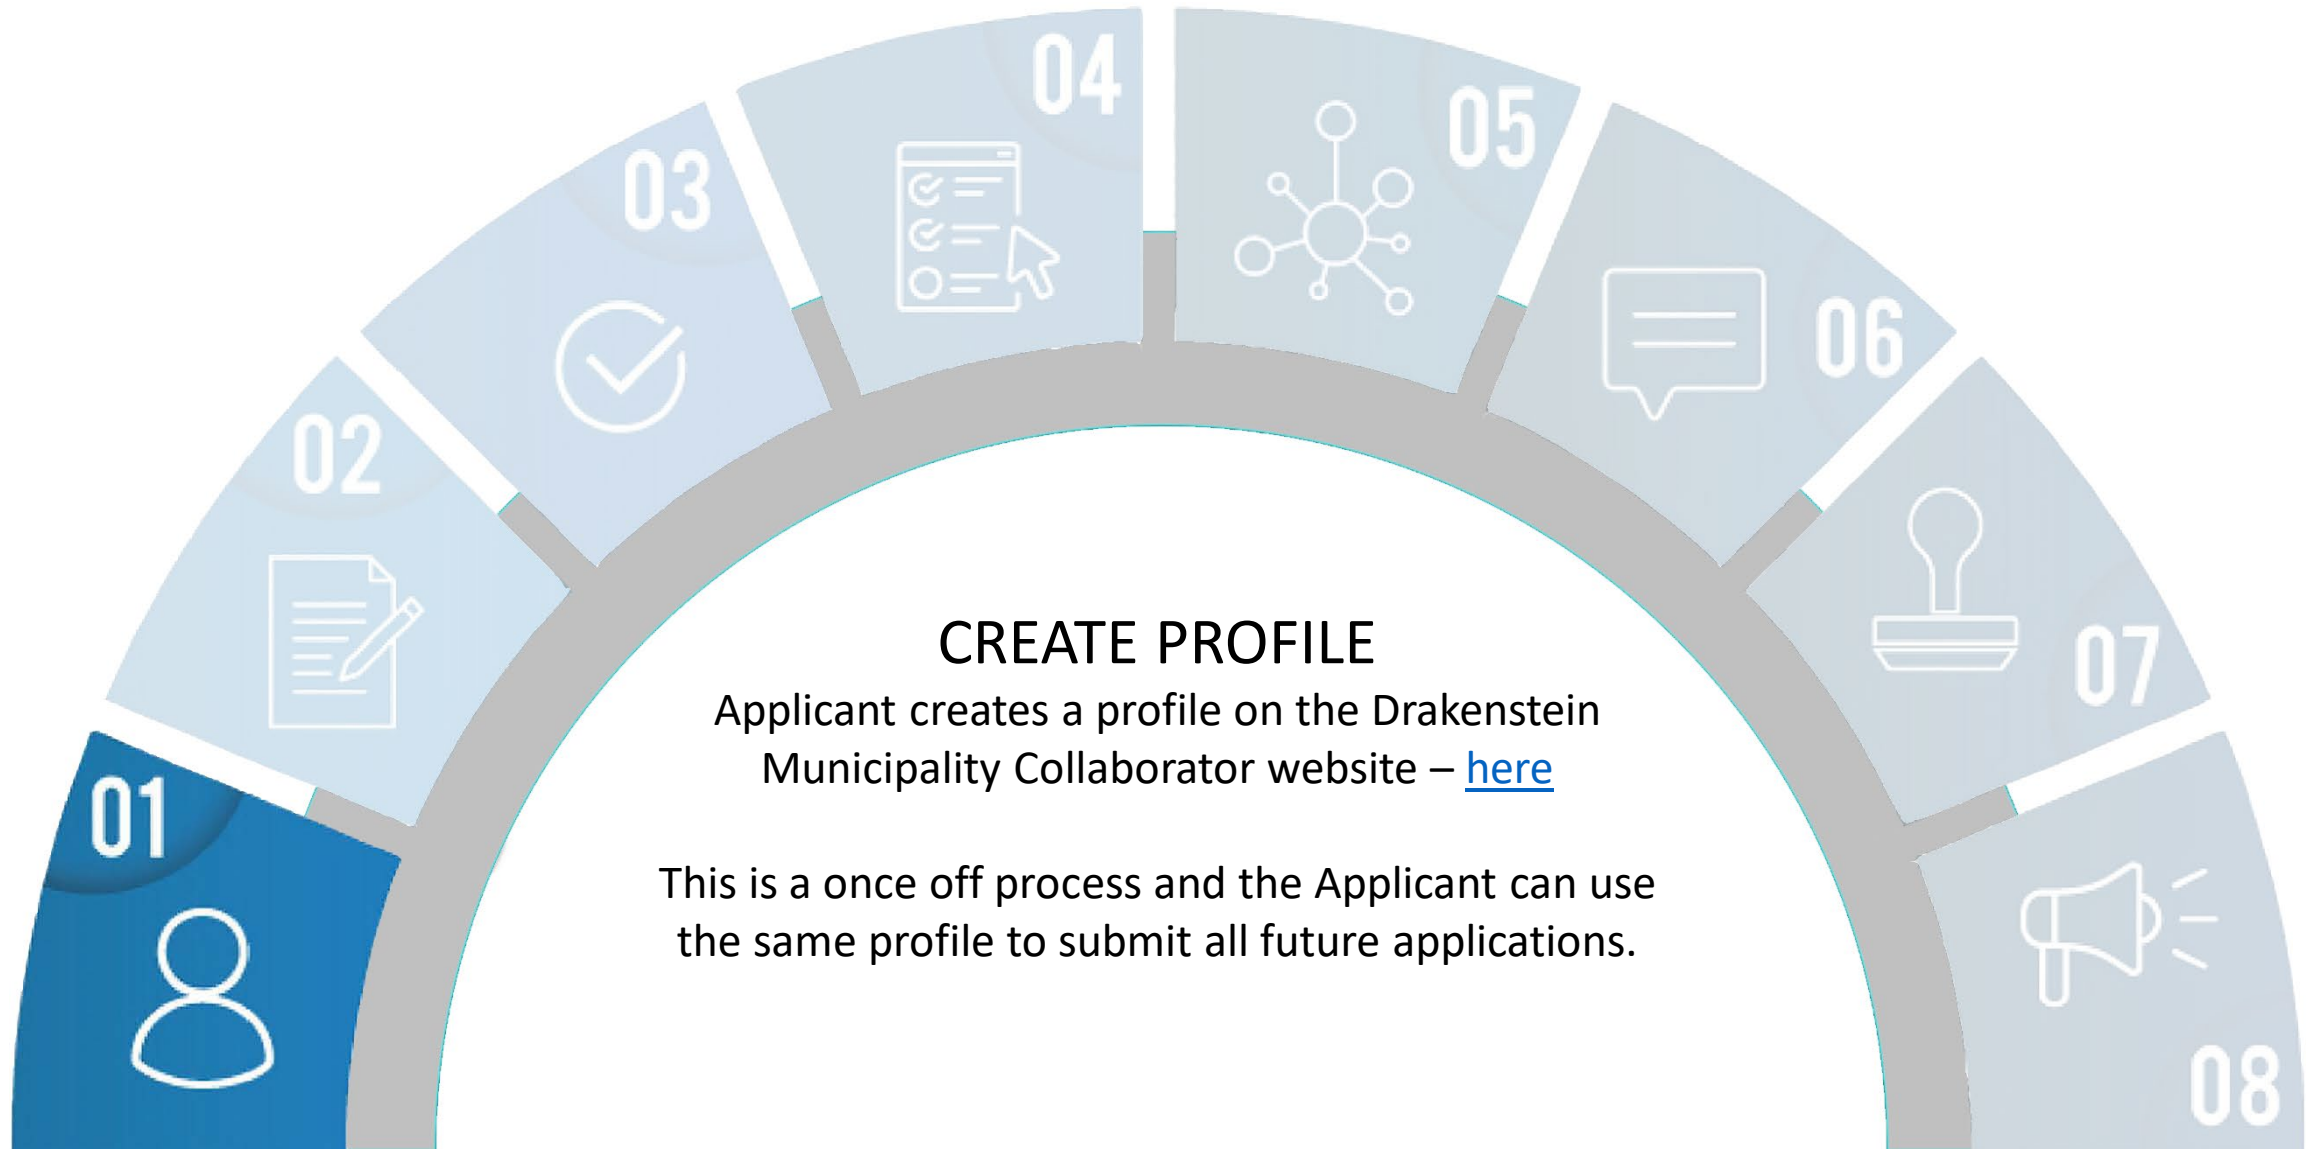 01
02
03
04
05
06
07
08
CREATE PROFILE
Applicant creates a profile on the Drakenstein
Municipality Collaborator website – here
This is a once off process and the Applicant can use
the same profile to submit all future applications.